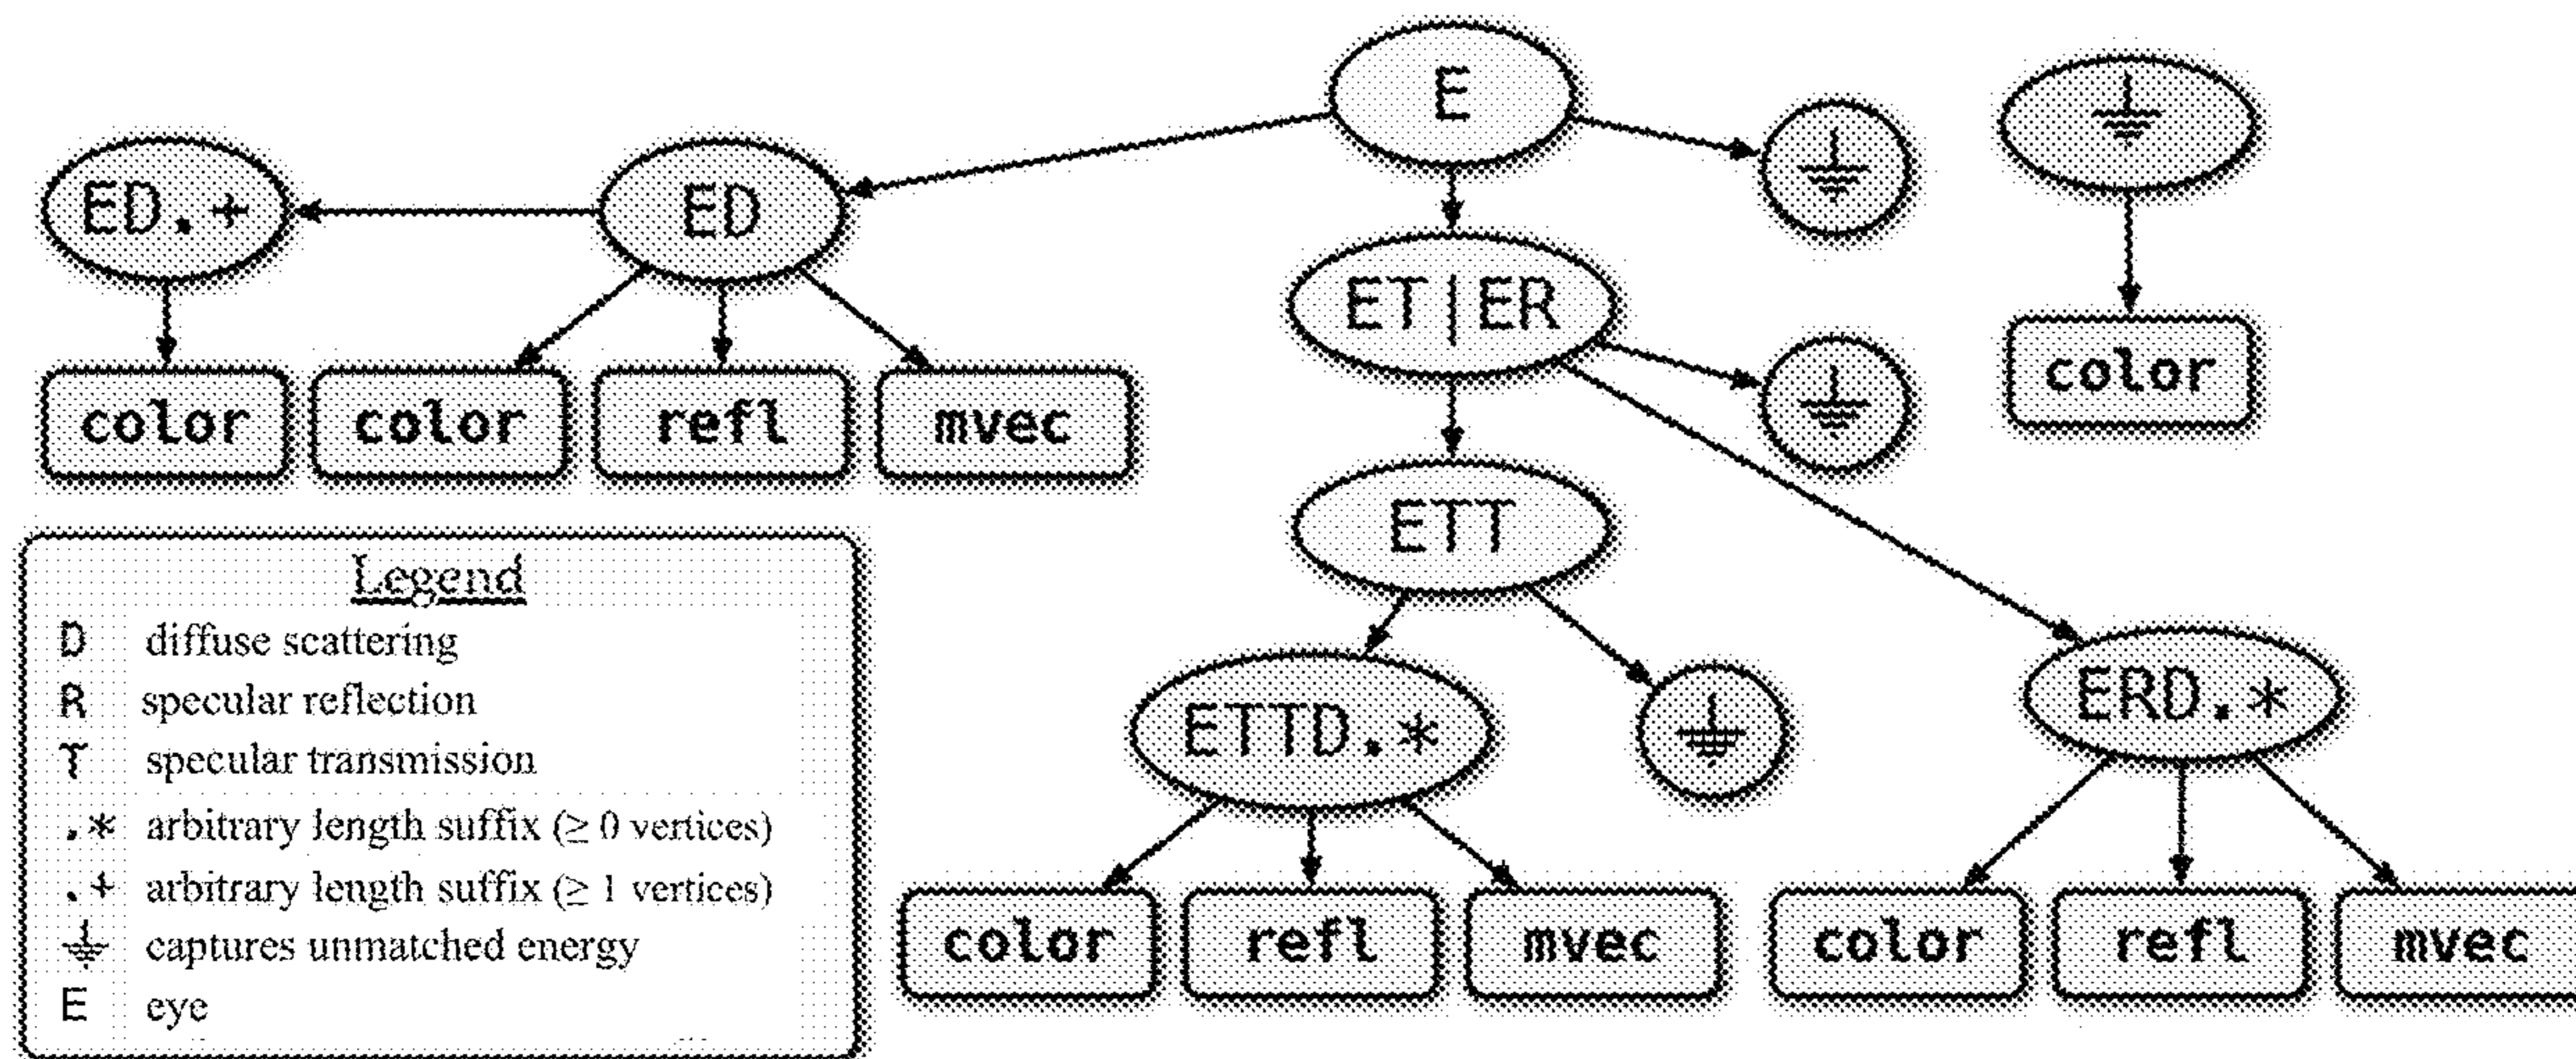 E
ED.+
ED
ET|ER
color
color
color
refl
mvec
ETT
ETTD.*
ERD.*
color
refl
mvec
color
refl
mvec
Legend
D diffuse scattering
R specular reflection
T specular transmission
.* arbitrary length suffix (≥ 0 vertices)
.+ arbitrary length suffix (≥ 1 vertices)
⏚ captures unmatched energy
E eye